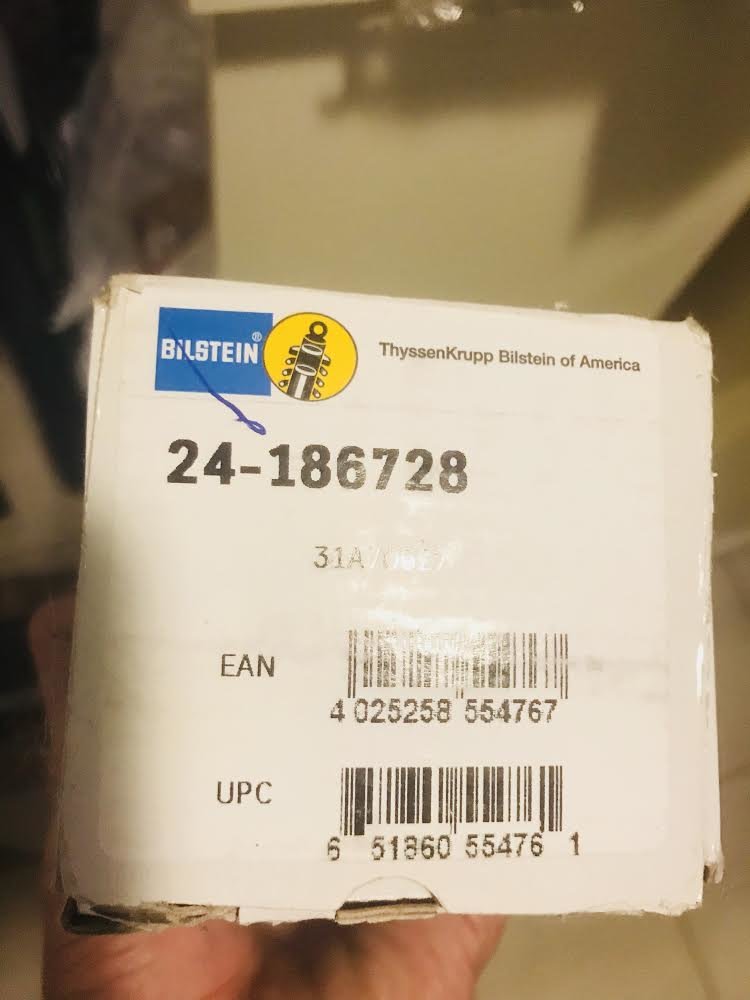 BILSTEIN®
ThyssenKrupp Bilstein of America
24-186728
EAN
4 025258 554767
UPC
6 51860 55476 1